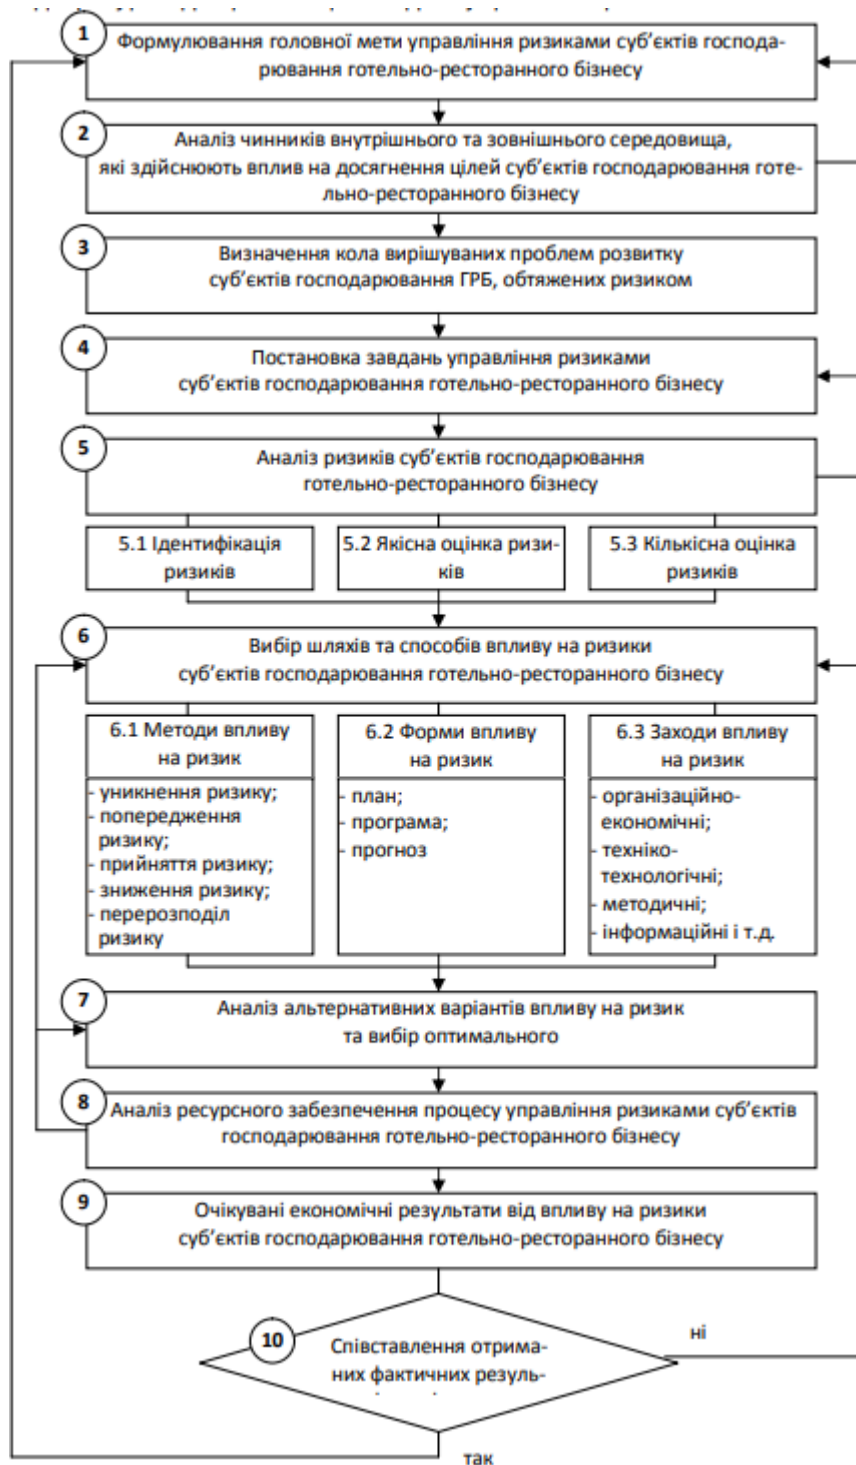 1
Формулювання головної мети управління ризиками суб’єктів господа-
рювання готельно-ресторанного бізнесу
2
Аналіз чинників внутрішнього та зовнішнього середовища,
які здійснюють вплив на досягнення цілей суб’єктів господарювання готе-
льно-ресторанного бізнесу
3
Визначення кола вирішуваних проблем розвитку
суб’єктів господарювання ГРБ, обтяжених ризиком
4
Постановка завдань управління ризиками
суб’єктів господарювання готельно-ресторанного бізнесу
5
Аналіз ризиків суб’єктів господарювання
готельно-ресторанного бізнесу
5.1 Ідентифікація
ризиків
5.2 Якісна оцінка ризи-
ків
5.3 Кількісна оцінка
ризиків
6
Вибір шляхів та способів впливу на ризики
суб’єктів господарювання готельно-ресторанного бізнесу
6.1 Методи впливу
на ризик
- уникнення ризику;
- попередження
ризику;
- прийняття ризику;
- зниження ризику;
- перерозподіл
ризику
6.2 Форми впливу
на ризик
- план;
- програма;
- прогноз
6.3 Заходи впливу
на ризик
- організаційно-
економічні;
- техніко-
технологічні;
- методичні;
- інформаційні і т.д.
7
Аналіз альтернативних варіантів впливу на ризик
та вибір оптимального
8
Аналіз ресурсного забезпечення процесу управління ризиками суб’єктів
господарювання готельно-ресторанного бізнесу
9
Очікувані економічні результати від впливу на ризики
суб’єктів господарювання готельно-ресторанного бізнесу
10
Співставлення отрима-
них фактичних резуль-
ні
так